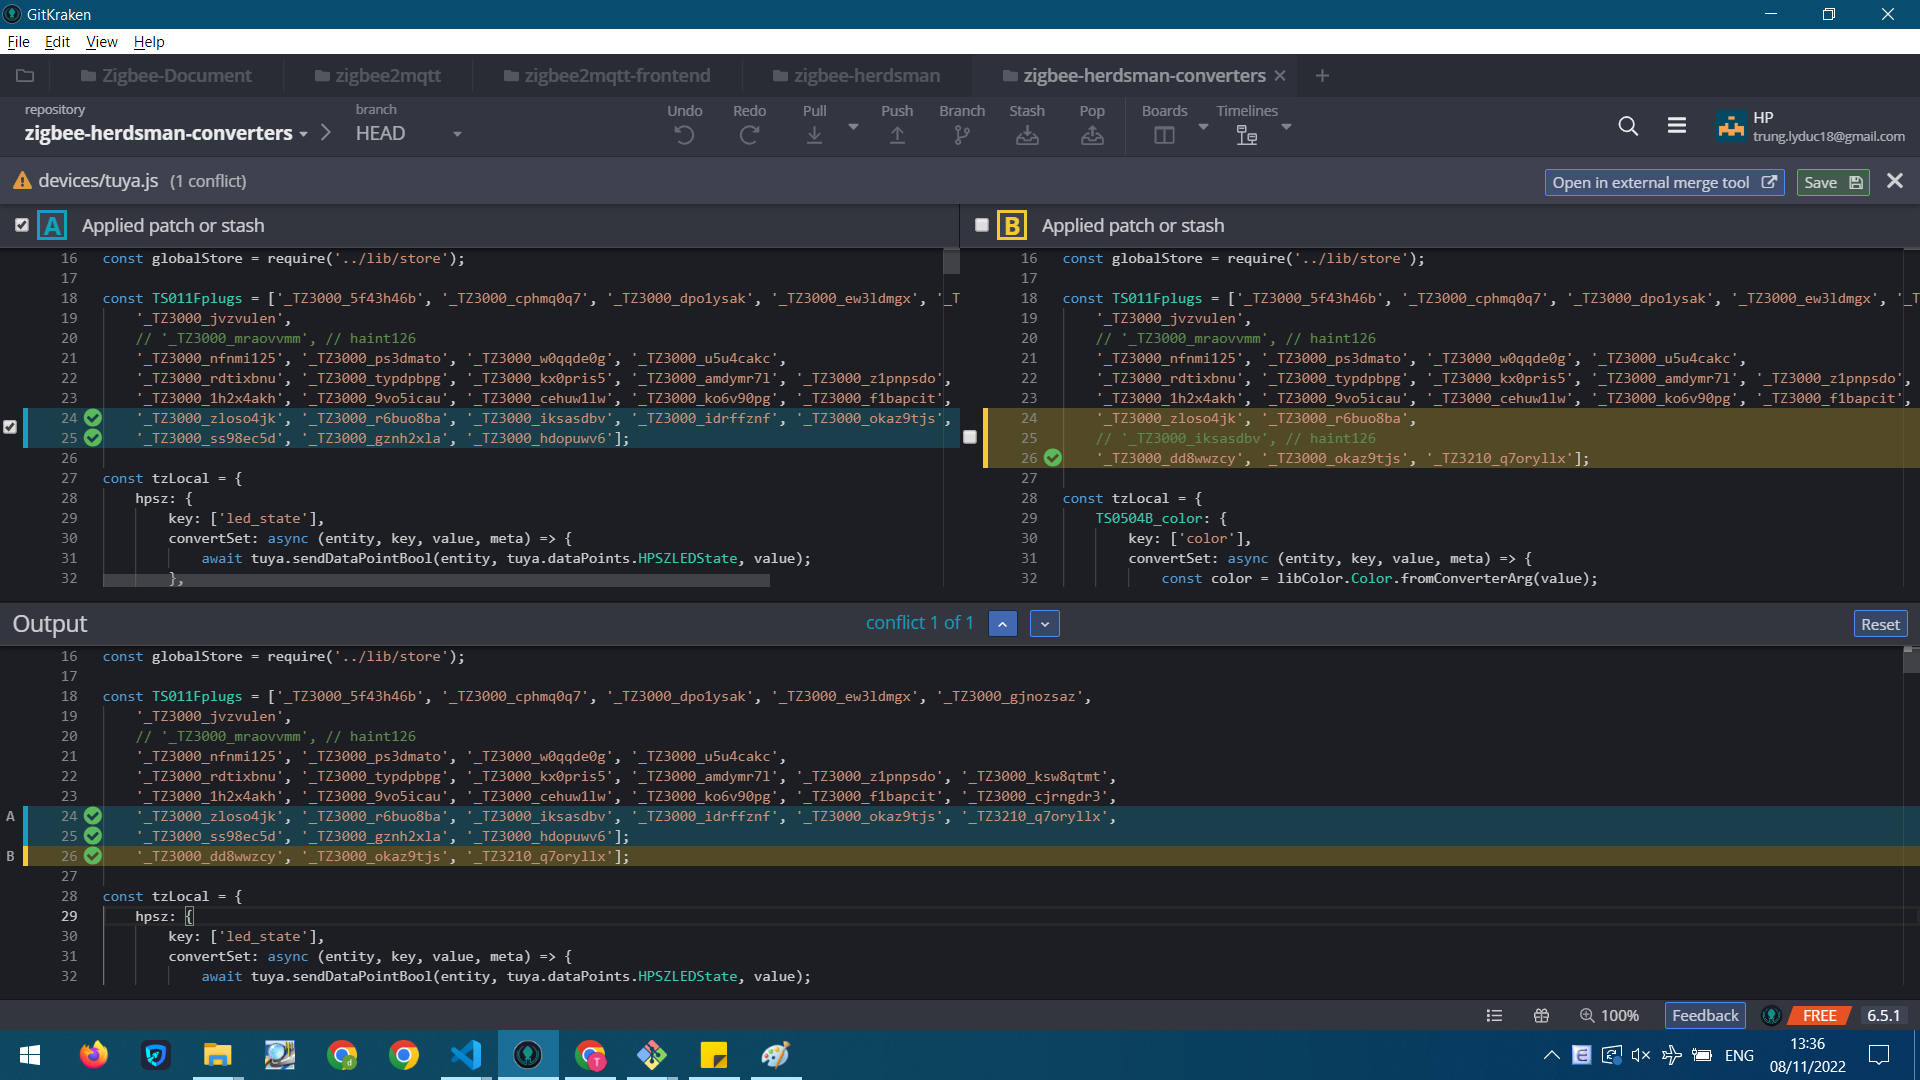 GitKraken
File Edit View Help
Zigbee-Document zigbee2mqtt zigbee2mqtt-frontend zigbee-herdsman zigbee-herdsman-converters
repository branch
zigbee-herdsman-converters HEAD
Undo Redo Pull Push Branch Stash Pop Boards Timelines
HP
trung.lyduc18@gmail.com
devices/tuya.js (1 conflict)
Open in external merge tool Save
A Applied patch or stash
16 const globalStore = require('../lib/store');
17
18 const TS011Fplugs = ['_TZ3000_5f43h46b', '_TZ3000_cphmq0q7', '_TZ3000_dpo1ysak', '_TZ3000_ew3ldmgx', '_T
19 '_TZ3000_jvzvulen',
20 // '_TZ3000_mraovvmm', // haint126
21 '_TZ3000_nfnmi125', '_TZ3000_ps3dmato', '_TZ3000_w0qqde0g', '_TZ3000_u5u4cakc',
22 '_TZ3000_rdtixbnu', '_TZ3000_typdpbpg', '_TZ3000_kx0pris5', '_TZ3000_amdymr7l', '_TZ3000_z1pnpsdo',
23 '_TZ3000_1h2x4akh', '_TZ3000_9vo5icau', '_TZ3000_cehuw1lw', '_TZ3000_ko6v90pg', '_TZ3000_f1bapcit',
24 '_TZ3000_zloso4jk', '_TZ3000_r6buo8ba', '_TZ3000_iksasdbv', '_TZ3000_idrffznf', '_TZ3000_okaz9tjs',
25 '_TZ3000_ss98ec5d', '_TZ3000_gznh2xla', '_TZ3000_hdopuwv6'];
26
27 const tzLocal = {
28 hpsz: {
29 key: ['led_state'],
30 convertSet: async (entity, key, value, meta) => {
31 await tuya.sendDataPointBool(entity, tuya.dataPoints.HPSZLEDState, value);
32 },
B Applied patch or stash
16 const globalStore = require('../lib/store');
17
18 const TS011Fplugs = ['_TZ3000_5f43h46b', '_TZ3000_cphmq0q7', '_TZ3000_dpo1ysak', '_TZ3000_ew3ldmgx', '_T
19 '_TZ3000_jvzvulen',
20 // '_TZ3000_mraovvmm', // haint126
21 '_TZ3000_nfnmi125', '_TZ3000_ps3dmato', '_TZ3000_w0qqde0g', '_TZ3000_u5u4cakc',
22 '_TZ3000_rdtixbnu', '_TZ3000_typdpbpg', '_TZ3000_kx0pris5', '_TZ3000_amdymr7l', '_TZ3000_z1pnpsdo',
23 '_TZ3000_1h2x4akh', '_TZ3000_9vo5icau', '_TZ3000_cehuw1lw', '_TZ3000_ko6v90pg', '_TZ3000_f1bapcit',
24 '_TZ3000_zloso4jk', '_TZ3000_r6buo8ba',
25 // '_TZ3000_iksasdbv', // haint126
26 '_TZ3000_dd8wwzcy', '_TZ3000_okaz9tjs', '_TZ3210_q7oryllx'];
27
28 const tzLocal = {
29 TS0504B_color: {
30 key: ['color'],
31 convertSet: async (entity, key, value, meta) => {
32 const color = libColor.Color.fromConverterArg(value);
Output conflict 1 of 1 Reset
16 const globalStore = require('../lib/store');
17
18 const TS011Fplugs = ['_TZ3000_5f43h46b', '_TZ3000_cphmq0q7', '_TZ3000_dpo1ysak', '_TZ3000_ew3ldmgx', '_TZ3000_gjnozsaz',
19 '_TZ3000_jvzvulen',
20 // '_TZ3000_mraovvmm', // haint126
21 '_TZ3000_nfnmi125', '_TZ3000_ps3dmato', '_TZ3000_w0qqde0g', '_TZ3000_u5u4cakc',
22 '_TZ3000_rdtixbnu', '_TZ3000_typdpbpg', '_TZ3000_kx0pris5', '_TZ3000_amdymr7l', '_TZ3000_z1pnpsdo', '_TZ3000_ksw8qtmt',
23 '_TZ3000_1h2x4akh', '_TZ3000_9vo5icau', '_TZ3000_cehuw1lw', '_TZ3000_ko6v90pg', '_TZ3000_f1bapcit', '_TZ3000_cjrngdr3',
A 24 '_TZ3000_zloso4jk', '_TZ3000_r6buo8ba', '_TZ3000_iksasdbv', '_TZ3000_idrffznf', '_TZ3000_okaz9tjs', '_TZ3210_q7oryllx',
25 '_TZ3000_ss98ec5d', '_TZ3000_gznh2xla', '_TZ3000_hdopuwv6'];
B 26 '_TZ3000_dd8wwzcy', '_TZ3000_okaz9tjs', '_TZ3210_q7oryllx'];
27
28 const tzLocal = {
29 hpsz: {
30 key: ['led_state'],
31 convertSet: async (entity, key, value, meta) => {
32 await tuya.sendDataPointBool(entity, tuya.dataPoints.HPSZLEDState, value);
100% Feedback FREE 6.5.1
ENG
13:36
08/11/2022